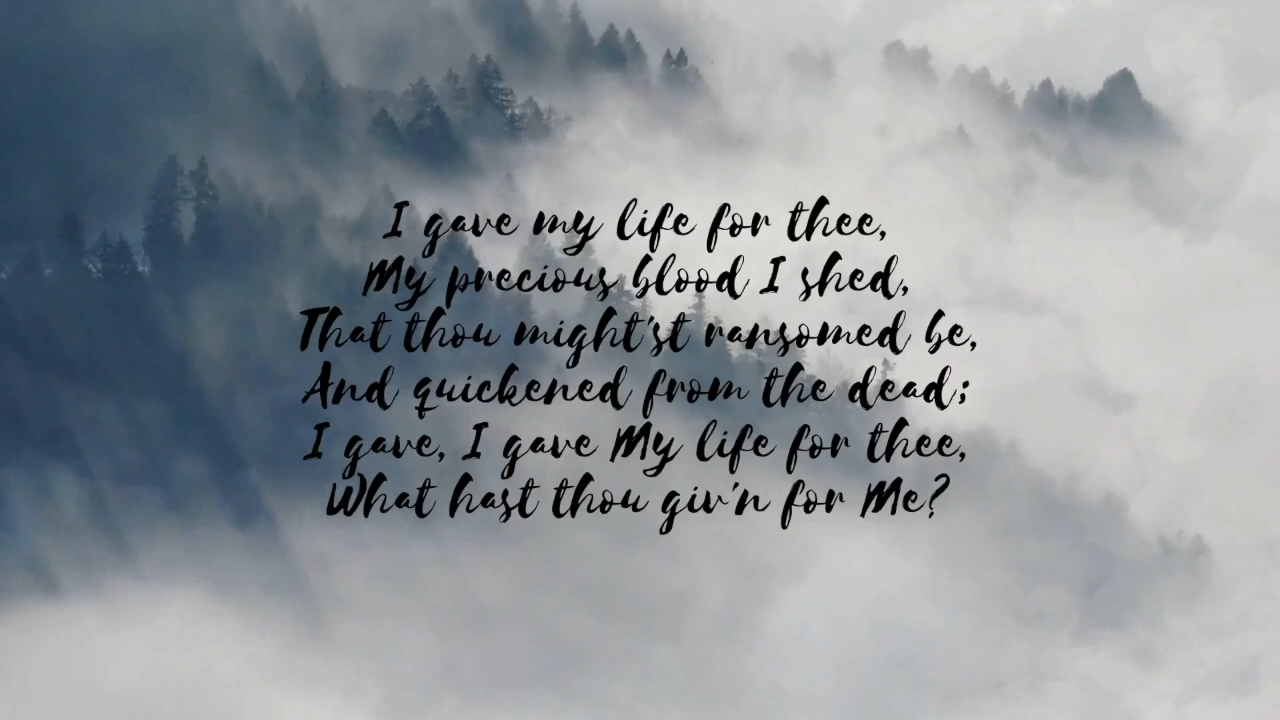 I gave my life for thee,
My precious blood I shed,
That thou might'st ransomed be,
And quickened from the dead;
I gave, I gave My life for thee,
What hast thou giv'n for Me?